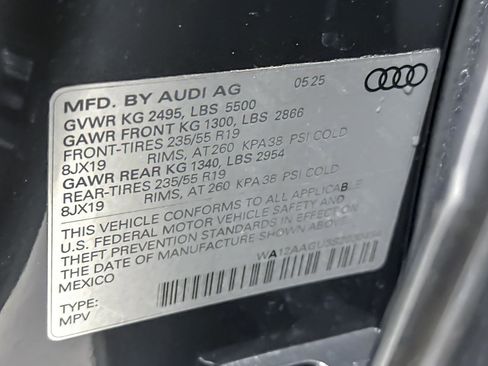 MFD. BY AUDI AG 05.25
GVWR KG 2495, LBS 5500
GAWR FRONT KG 1300, LBS 2866
FRONT-TIRES 235/55 R19
8JX19 RIMS, AT 260 KPA 38 PSI COLD
GAWR REAR KG 1340, LBS 2954
REAR-TIRES 235/55 R19
8JX19 RIMS, AT 260 KPA 38 PSI COLD
THIS VEHICLE CONFORMS TO ALL APPLICABLE
U.S. FEDERAL MOTOR VEHICLE SAFETY AND
THEFT PREVENTION STANDARDS IN EFFECT ON
THE DATE OF MANUFACTURE SHOWN ABOVE.
MEXICO
TYPE:
MPV